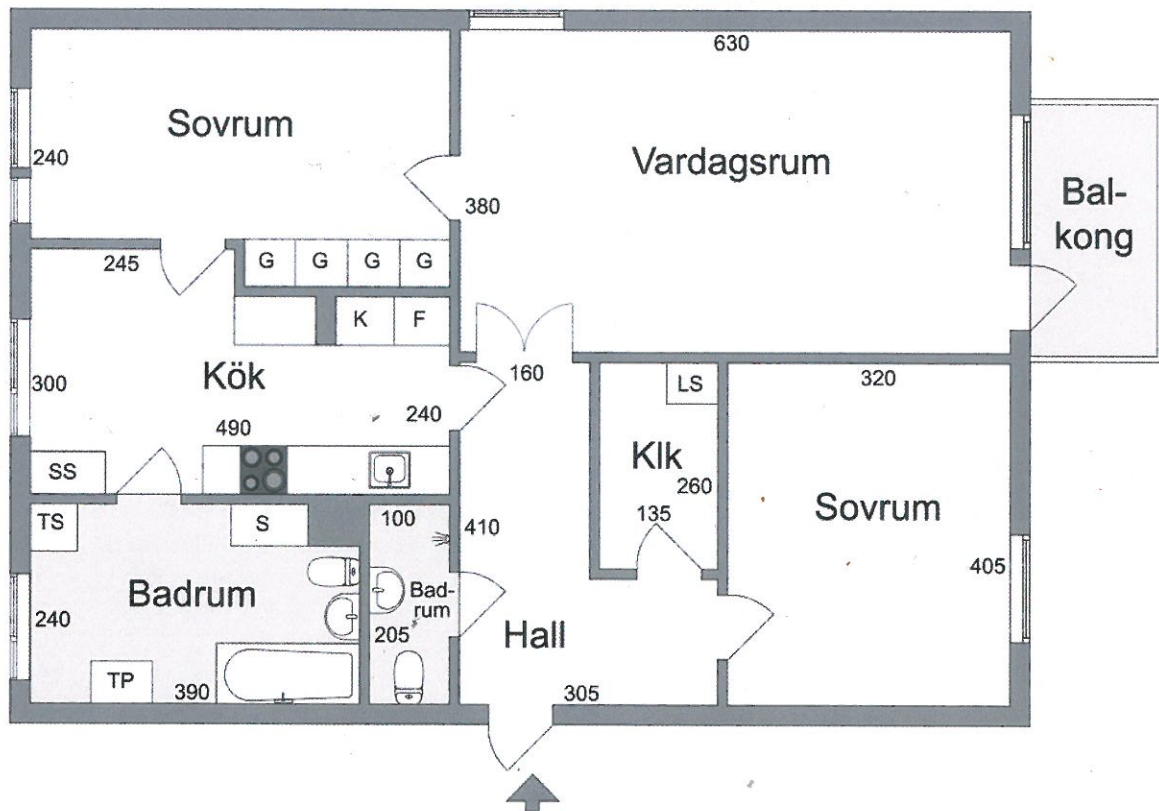 630
Sovrum
240
Vardagsrum
380
Bal-
kong
245
G G G G
K F
Kök
300
240
490
SS
160
320
LS
Klk
260
135
Sovrum
405
TS
S
100
410
Badrum
240
Bad-
rum
205
TP
390
Hall
305